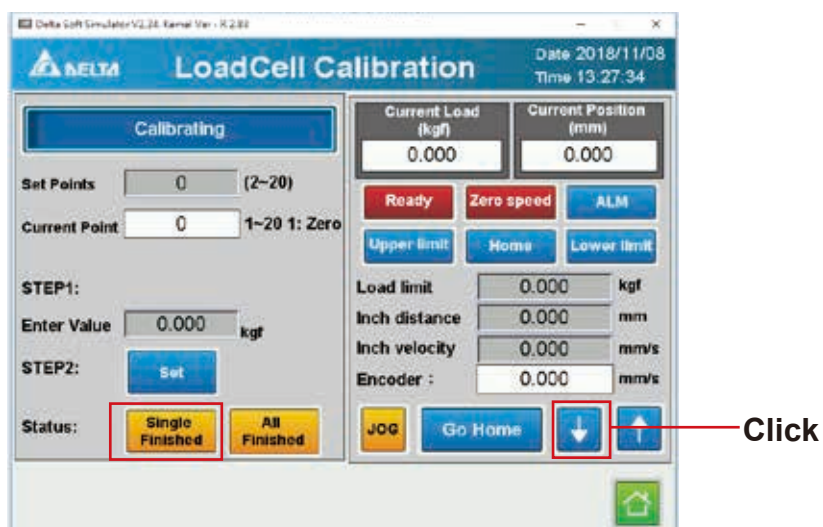 Delta Soft Simulator V2.24, Kernel Ver : R 2.80
DELTA
LoadCell Calibration
Date 2018/11/08
Time 13:27:34
Calibrating
Set Points 0 (2~20)
Current Point 0 1~20 1: Zero
STEP1:
Enter Value 0.000 kgf
STEP2: Set
Status: Single Finished All Finished
Current Load (kgf)
0.000
Current Position (mm)
0.000
Ready Zero speed ALM
Upper limit Home Lower limit
Load limit 0.000 kgf
Inch distance 0.000 mm
Inch velocity 0.000 mm/s
Encoder : 0.000 mm/s
JOG Go Home ↓ ↑
Click